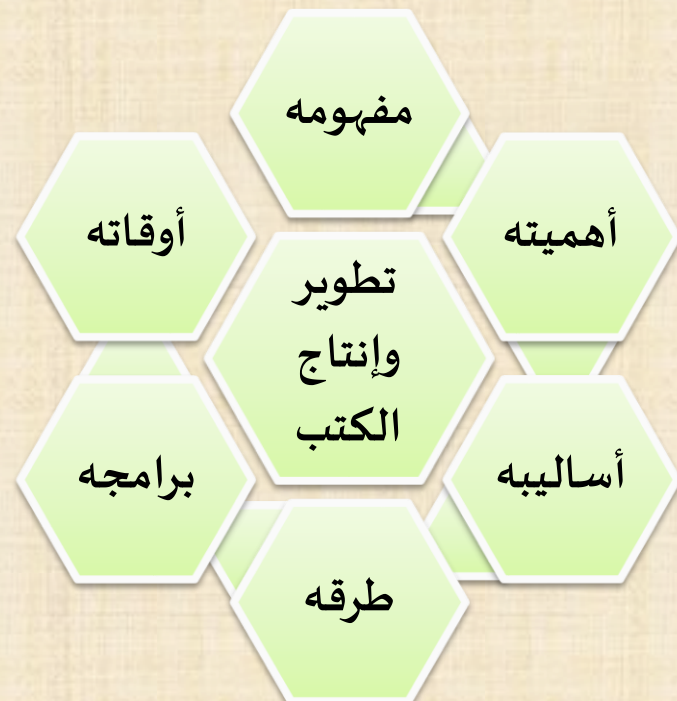 مفهومه
أهميته
أساليبه
طرقه
برامجه
أوقاته
تطوير
وإنتاج
الكتب